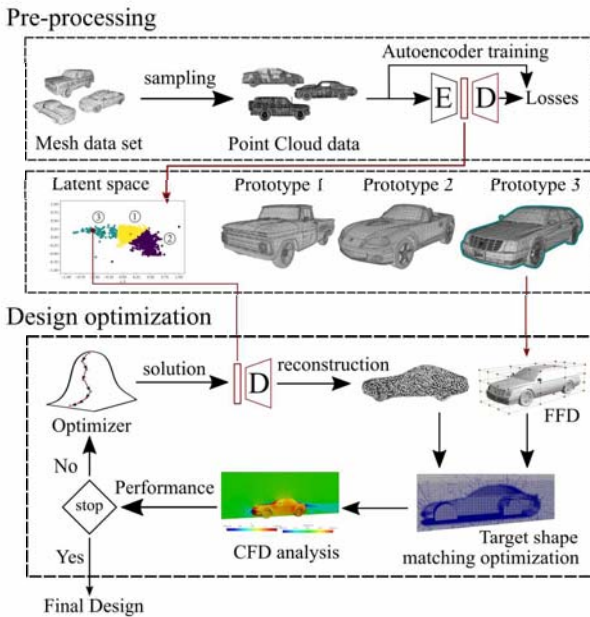 Pre-processing
Autoencoder training
sampling
E
D
Losses
Mesh data set
Point Cloud data
Latent space
Prototype 1
Prototype 2
Prototype 3
③
①
②
Design optimization
solution
D
reconstruction
Optimizer
FFD
No
Performance
stop
Target shape
matching optimization
CFD analysis
Yes
Final Design